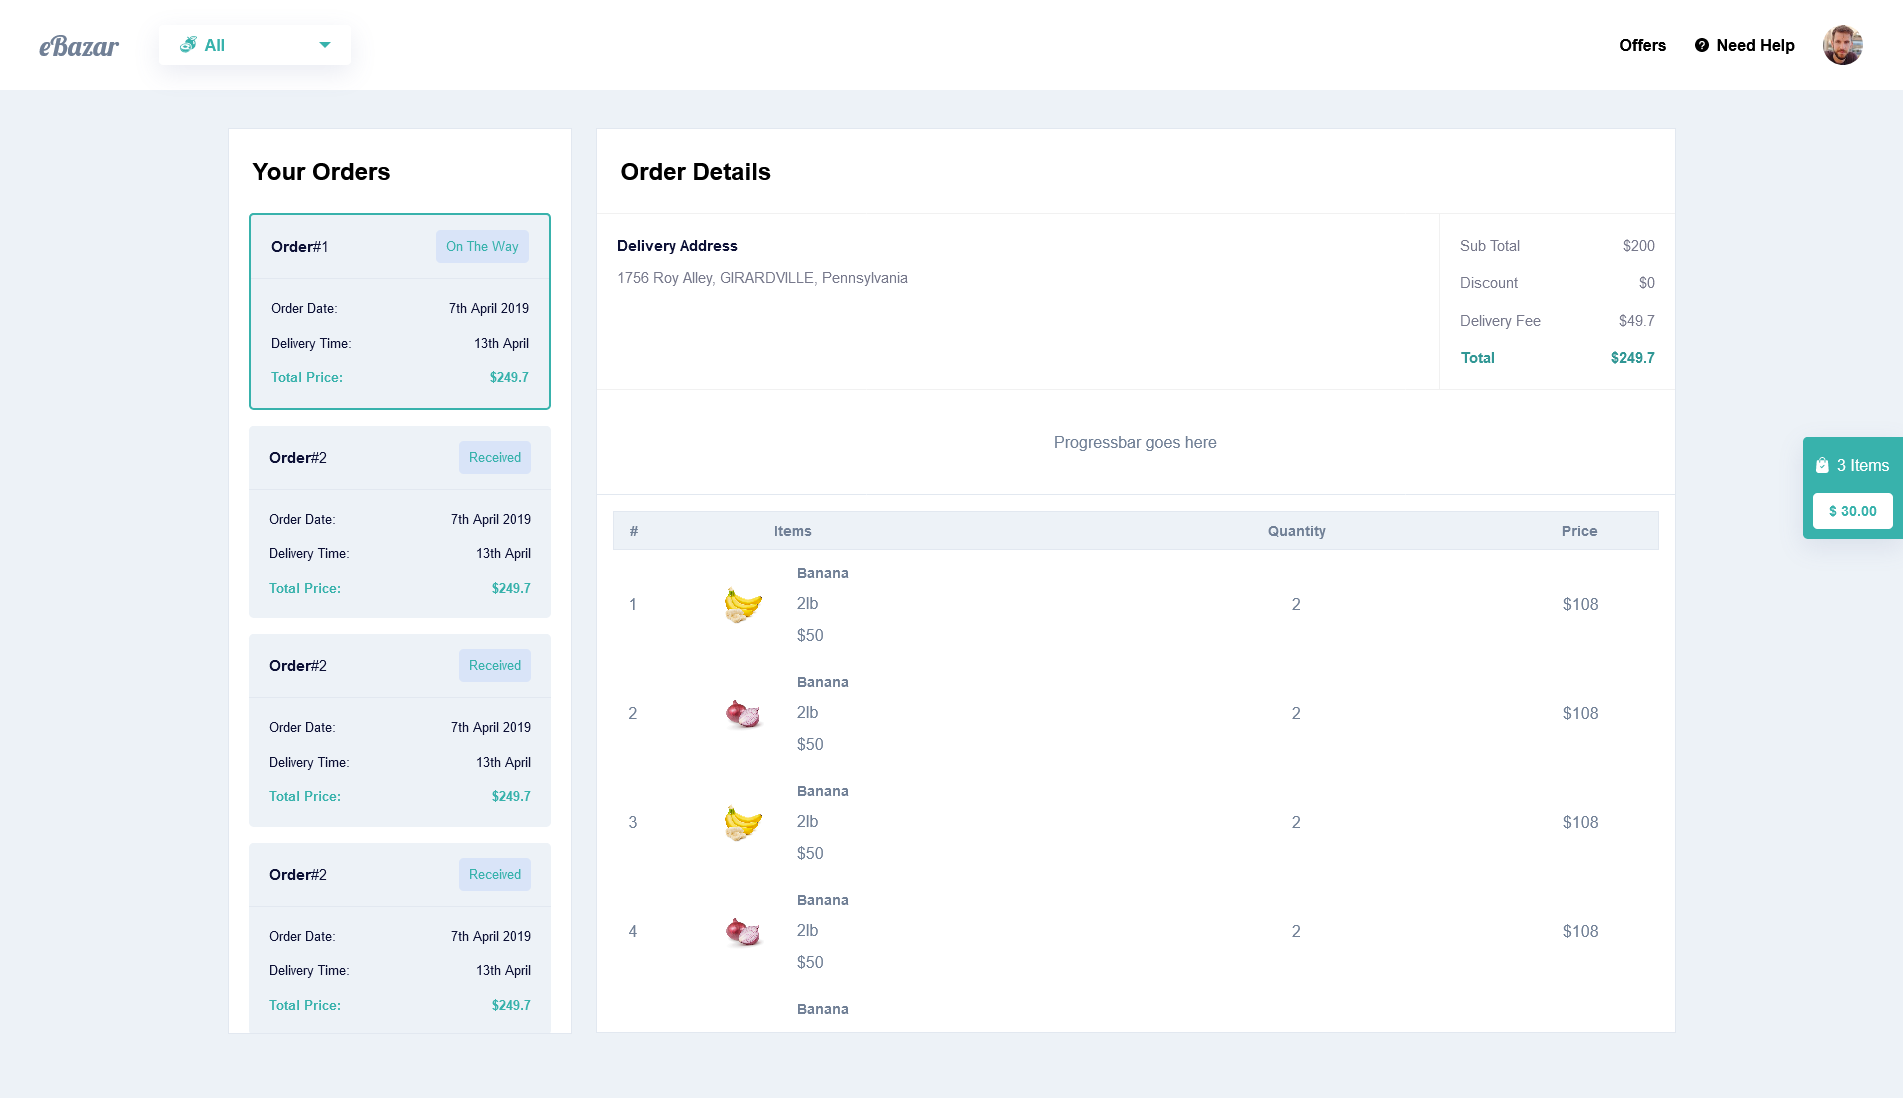 eBazar
All
Offers
Need Help
Your Orders
Order#1
On The Way
Order Date:
7th April 2019
Delivery Time:
13th April
Total Price:
$249.7
Order#2
Received
Order Date:
7th April 2019
Delivery Time:
13th April
Total Price:
$249.7
Order#2
Received
Order Date:
7th April 2019
Delivery Time:
13th April
Total Price:
$249.7
Order#2
Received
Order Date:
7th April 2019
Delivery Time:
13th April
Total Price:
$249.7
Order Details
Delivery Address
1756 Roy Alley, GIRARDVILLE, Pennsylvania
Sub Total
$200
Discount
$0
Delivery Fee
$49.7
Total
$249.7
Progressbar goes here
#
Items
Quantity
Price
1
Banana
2lb
$50
2
$108
2
Banana
2lb
$50
2
$108
3
Banana
2lb
$50
2
$108
4
Banana
2lb
$50
2
$108
Banana
3 Items
$ 30.00